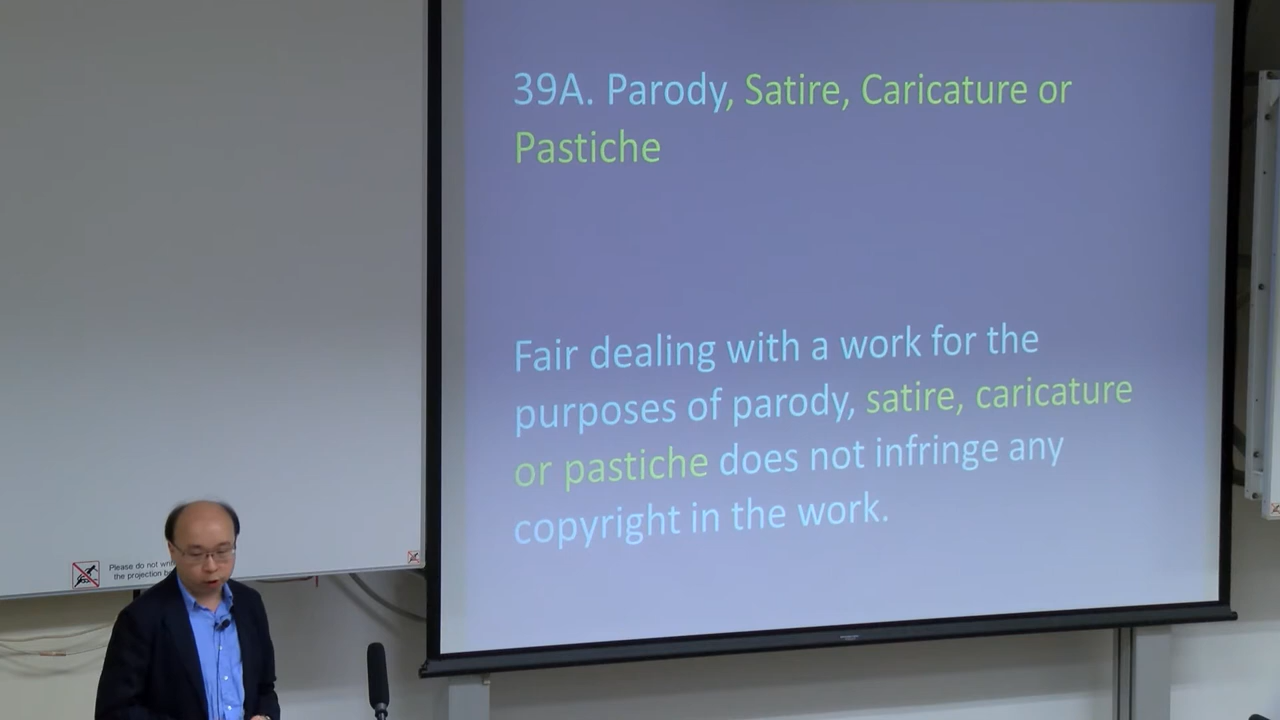 39A. Parody, Satire, Caricature or
Pastiche
Fair dealing with a work for the
purposes of parody, satire, caricature
or pastiche does not infringe any
copyright in the work.
Please do not
the projection